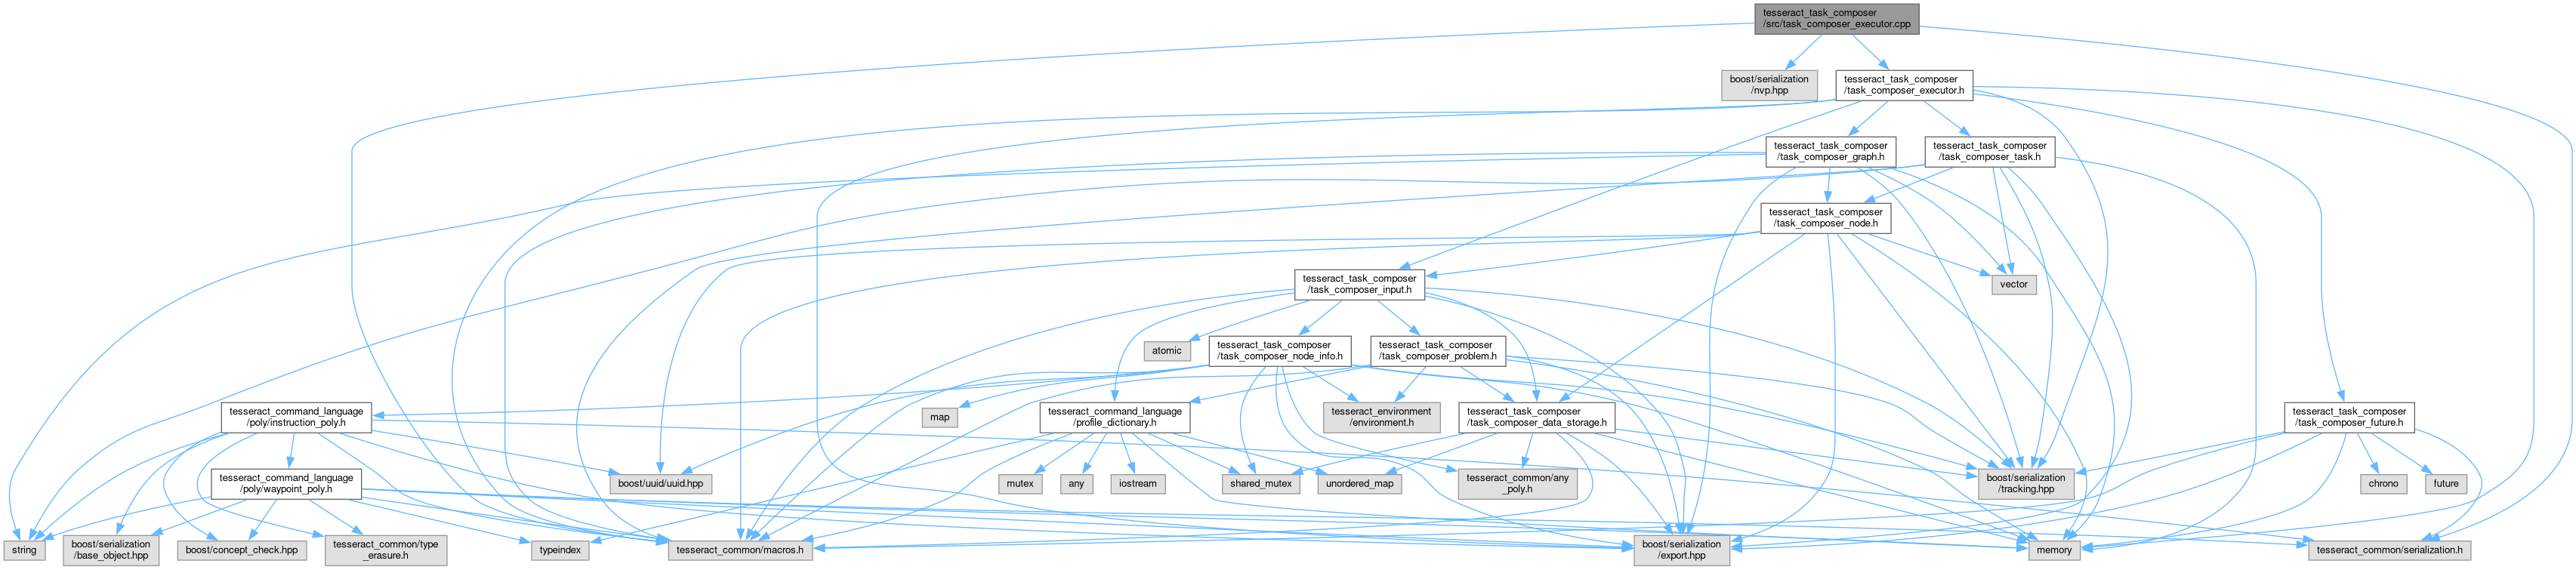 tesseract_task_composer
/src/task_composer_executor.cpp
boost/serialization
/nvp.hpp
tesseract_task_composer
/task_composer_executor.h
tesseract_task_composer
/task_composer_graph.h
tesseract_task_composer
/task_composer_task.h
tesseract_task_composer
/task_composer_node.h
tesseract_task_composer
/task_composer_input.h
vector
atomic
tesseract_task_composer
/task_composer_node_info.h
tesseract_task_composer
/task_composer_problem.h
map
tesseract_command_language
/poly/instruction_poly.h
tesseract_command_language
/profile_dictionary.h
tesseract_environment
/environment.h
tesseract_task_composer
/task_composer_data_storage.h
tesseract_task_composer
/task_composer_future.h
tesseract_command_language
/poly/waypoint_poly.h
boost/uuid/uuid.hpp
mutex
any
iostream
shared_mutex
unordered_map
tesseract_common/any
_poly.h
boost/serialization
/tracking.hpp
chrono
future
string
boost/serialization
/base_object.hpp
boost/concept_check.hpp
tesseract_common/type
_erasure.h
typeindex
tesseract_common/macros.h
boost/serialization
/export.hpp
memory
tesseract_common/serialization.h